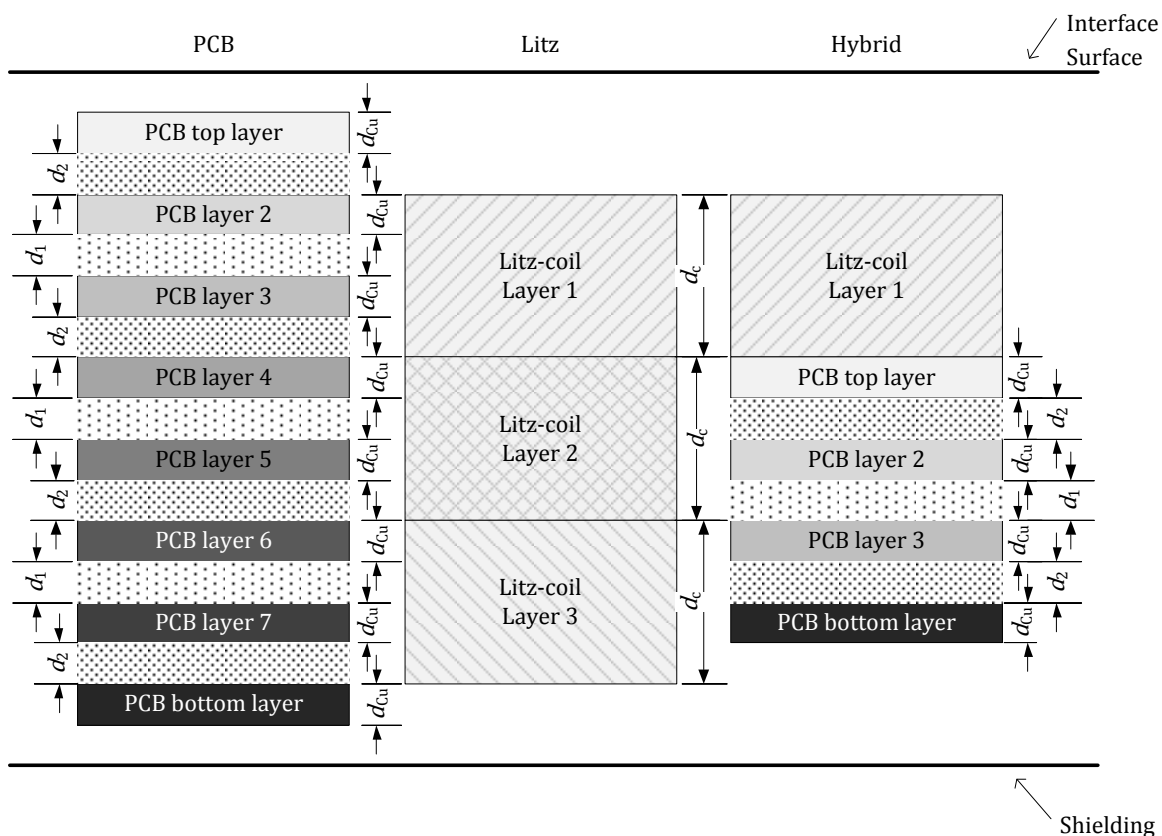 PCB
Litz
Hybrid
Interface
Surface
PCB top layer
PCB layer 2
PCB layer 3
PCB layer 4
PCB layer 5
PCB layer 6
PCB layer 7
PCB bottom layer
d2
d1
d2
d1
d2
d1
d2
dCu
dCu
dCu
dCu
dCu
dCu
dCu
dCu
Litz-coil
Layer 1
Litz-coil
Layer 2
Litz-coil
Layer 3
dc
dc
dc
Litz-coil
Layer 1
PCB top layer
PCB layer 2
PCB layer 3
PCB bottom layer
dCu
dCu
dCu
dCu
d2
d1
d2
Shielding